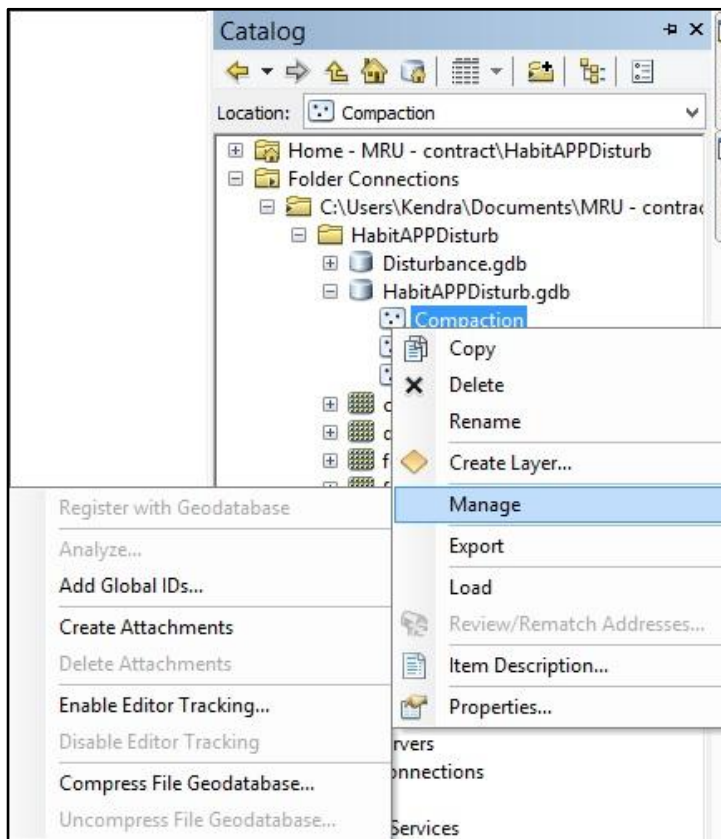 Catalog
Location: Compaction
Home - MRU - contract\HabitAPPDisturb
Folder Connections
C:\Users\Kendra\Documents\MRU - contrac
HabitAPPDisturb
Disturbance.gdb
HabitAPPDisturb.gdb
Compaction
Copy
Delete
Rename
Create Layer...
Manage
Export
Load
Review/Rematch Addresses...
Item Description...
Properties...
Register with Geodatabase
Analyze...
Add Global IDs...
Create Attachments
Delete Attachments
Enable Editor Tracking...
Disable Editor Tracking
Compress File Geodatabase...
Uncompress File Geodatabase...
rvers
onnections
Services